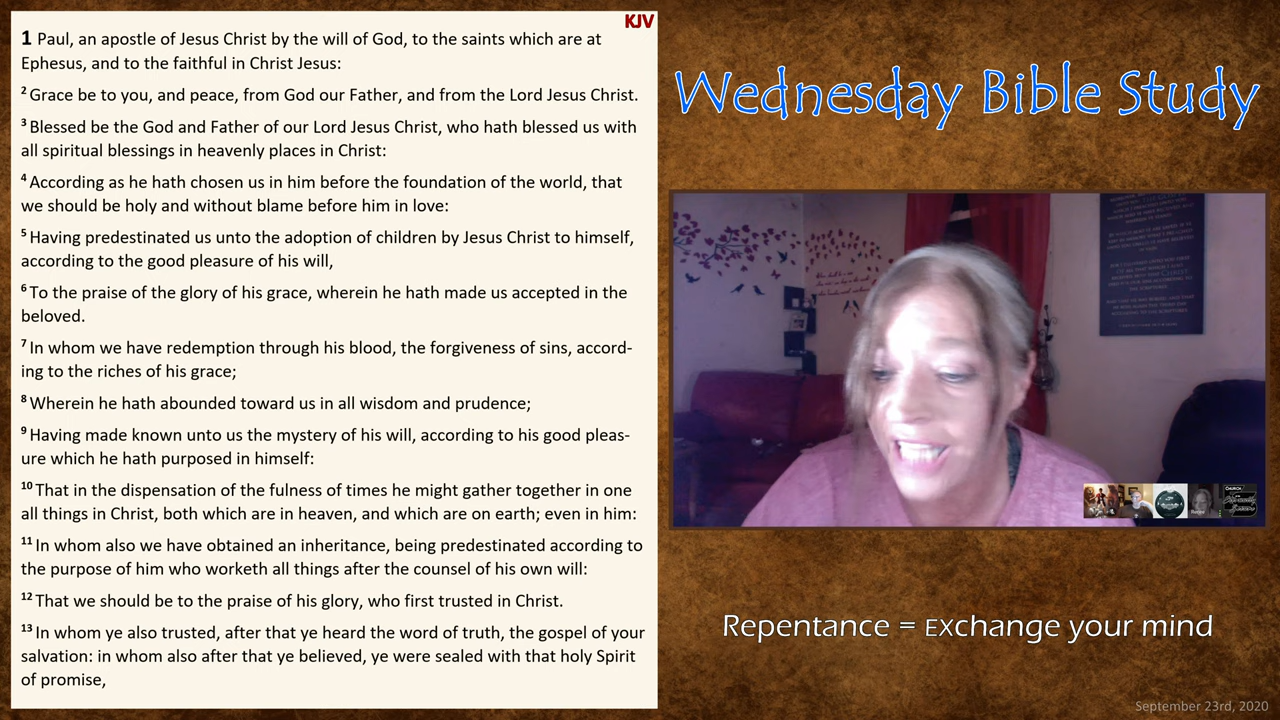 KJV
1 Paul, an apostle of Jesus Christ by the will of God, to the saints which are at
Ephesus, and to the faithful in Christ Jesus:
2 Grace be to you, and peace, from God our Father, and from the Lord Jesus Christ.
3 Blessed be the God and Father of our Lord Jesus Christ, who hath blessed us with
all spiritual blessings in heavenly places in Christ:
4 According as he hath chosen us in him before the foundation of the world, that
we should be holy and without blame before him in love:
5 Having predestinated us unto the adoption of children by Jesus Christ to himself,
according to the good pleasure of his will,
6 To the praise of the glory of his grace, wherein he hath made us accepted in the
beloved.
7 In whom we have redemption through his blood, the forgiveness of sins, accord-
ing to the riches of his grace;
8 Wherein he hath abounded toward us in all wisdom and prudence;
9 Having made known unto us the mystery of his will, according to his good pleas-
ure which he hath purposed in himself:
10 That in the dispensation of the fulness of times he might gather together in one
all things in Christ, both which are in heaven, and which are on earth; even in him:
11 In whom also we have obtained an inheritance, being predestinated according to
the purpose of him who worketh all things after the counsel of his own will:
12 That we should be to the praise of his glory, who first trusted in Christ.
13 In whom ye also trusted, after that ye heard the word of truth, the gospel of your
salvation: in whom also after that ye believed, ye were sealed with that holy Spirit
of promise,
Wednesday Bible Study
CHURCH
Repentance = EXchange your mind
September 23rd, 2020